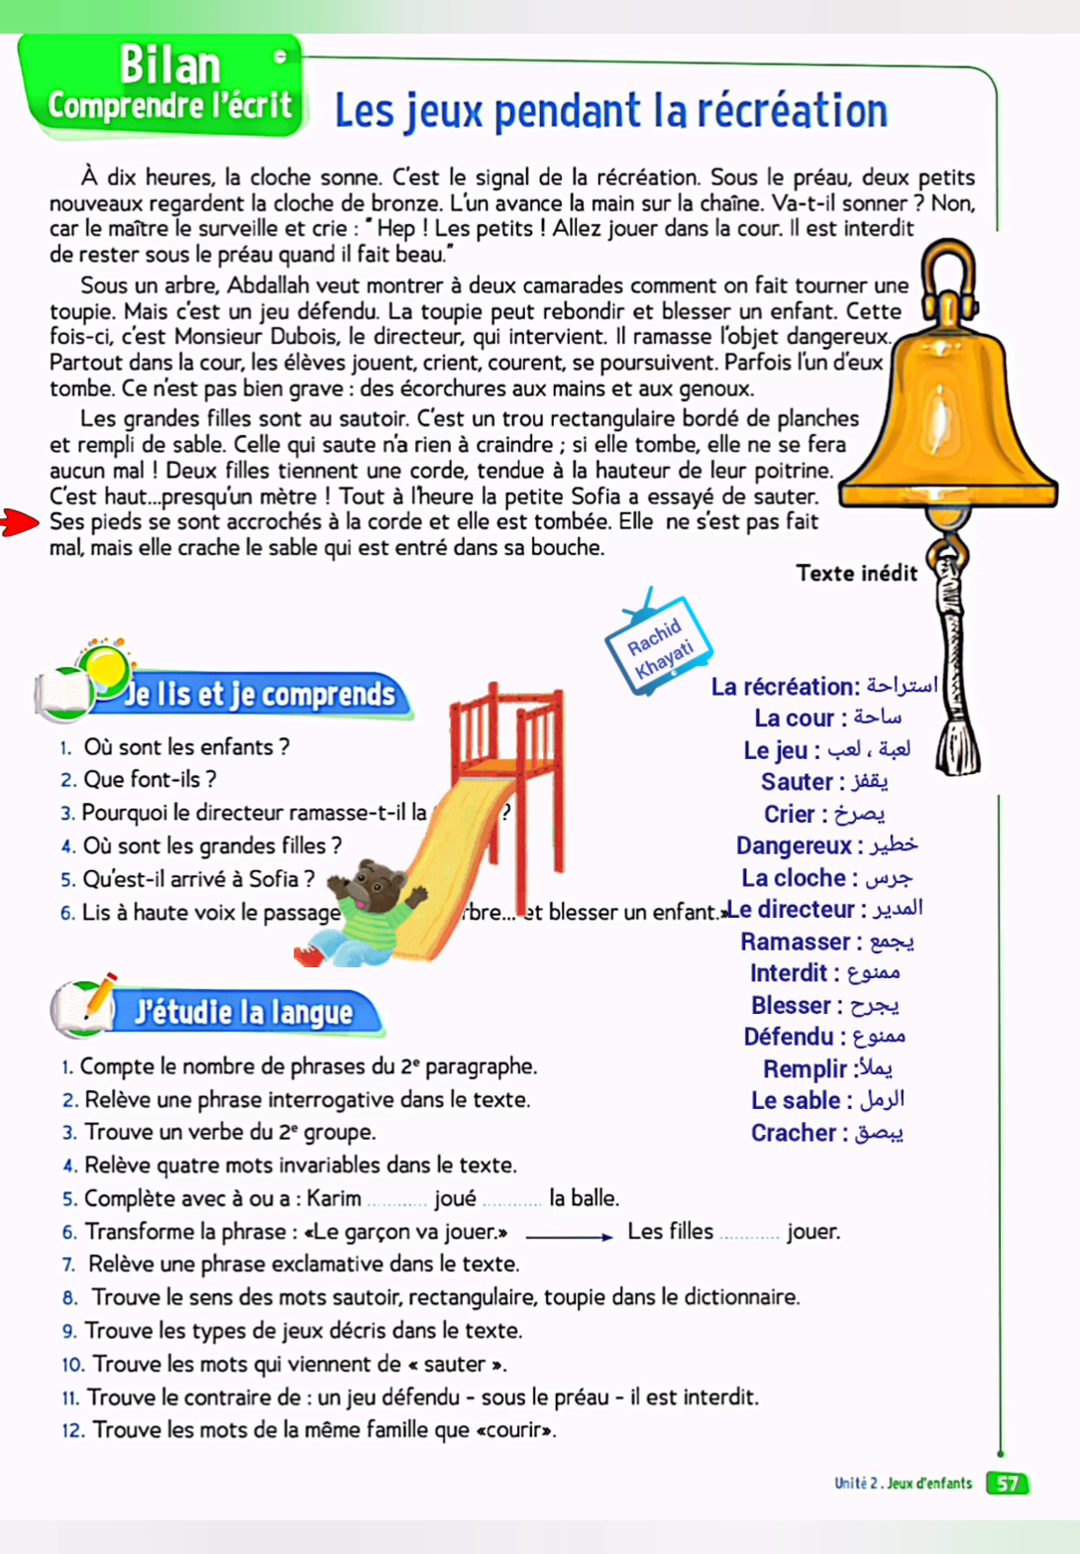 Bilan
Comprendre l'écrit
Les jeux pendant la récréation
À dix heures, la cloche sonne. C'est le signal de la récréation. Sous le préau, deux petits
nouveaux regardent la cloche de bronze. L'un avance la main sur la chaîne. Va-t-il sonner ? Non,
car le maître le surveille et crie : " Hep ! Les petits ! Allez jouer dans la cour. Il est interdit
de rester sous le préau quand il fait beau."
Sous un arbre, Abdallah veut montrer à deux camarades comment on fait tourner une
toupie. Mais c'est un jeu défendu. La toupie peut rebondir et blesser un enfant. Cette
fois-ci, c'est Monsieur Dubois, le directeur, qui intervient. Il ramasse l'objet dangereux.
Partout dans la cour, les élèves jouent, crient, courent, se poursuivent. Parfois l'un d'eux
tombe. Ce n'est pas bien grave : des écorchures aux mains et aux genoux.
Les grandes filles sont au sautoir. C'est un trou rectangulaire bordé de planches
et rempli de sable. Celle qui saute n'a rien à craindre ; si elle tombe, elle ne se fera
aucun mal ! Deux filles tiennent une corde, tendue à la hauteur de leur poitrine.
C'est haut...presqu'un mètre ! Tout à l'heure la petite Sofia a essayé de sauter.
Ses pieds se sont accrochés à la corde et elle est tombée. Elle ne s'est pas fait
mal, mais elle crache le sable qui est entré dans sa bouche.
Texte inédit
Rachid
Khayati
Je lis et je comprends
1. Où sont les enfants ?
2. Que font-ils ?
3. Pourquoi le directeur ramasse-t-il la ?
4. Où sont les grandes filles ?
5. Qu'est-il arrivé à Sofia ?
6. Lis à haute voix le passage rbre... et blesser un enfant.»
La récréation: استراحة
La cour : ساحة
Le jeu : لعبة ، لعب
Sauter : يقفز
Crier : يصرخ
Dangereux : خطير
La cloche : جرس
Le directeur : المدير
Ramasser : يجمع
Interdit : ممنوع
Blesser : يجرح
Défendu : ممنوع
Remplir :يملأ
Le sable : الرمل
Cracher : يبصق
J'étudie la langue
1. Compte le nombre de phrases du 2e paragraphe.
2. Relève une phrase interrogative dans le texte.
3. Trouve un verbe du 2e groupe.
4. Relève quatre mots invariables dans le texte.
5. Complète avec à ou a : Karim ........... joué ........... la balle.
6. Transforme la phrase : «Le garçon va jouer.» Les filles ........... jouer.
7. Relève une phrase exclamative dans le texte.
8. Trouve le sens des mots sautoir, rectangulaire, toupie dans le dictionnaire.
9. Trouve les types de jeux décris dans le texte.
10. Trouve les mots qui viennent de « sauter ».
11. Trouve le contraire de : un jeu défendu - sous le préau - il est interdit.
12. Trouve les mots de la même famille que «courir».
Unité 2 . Jeux d'enfants 57